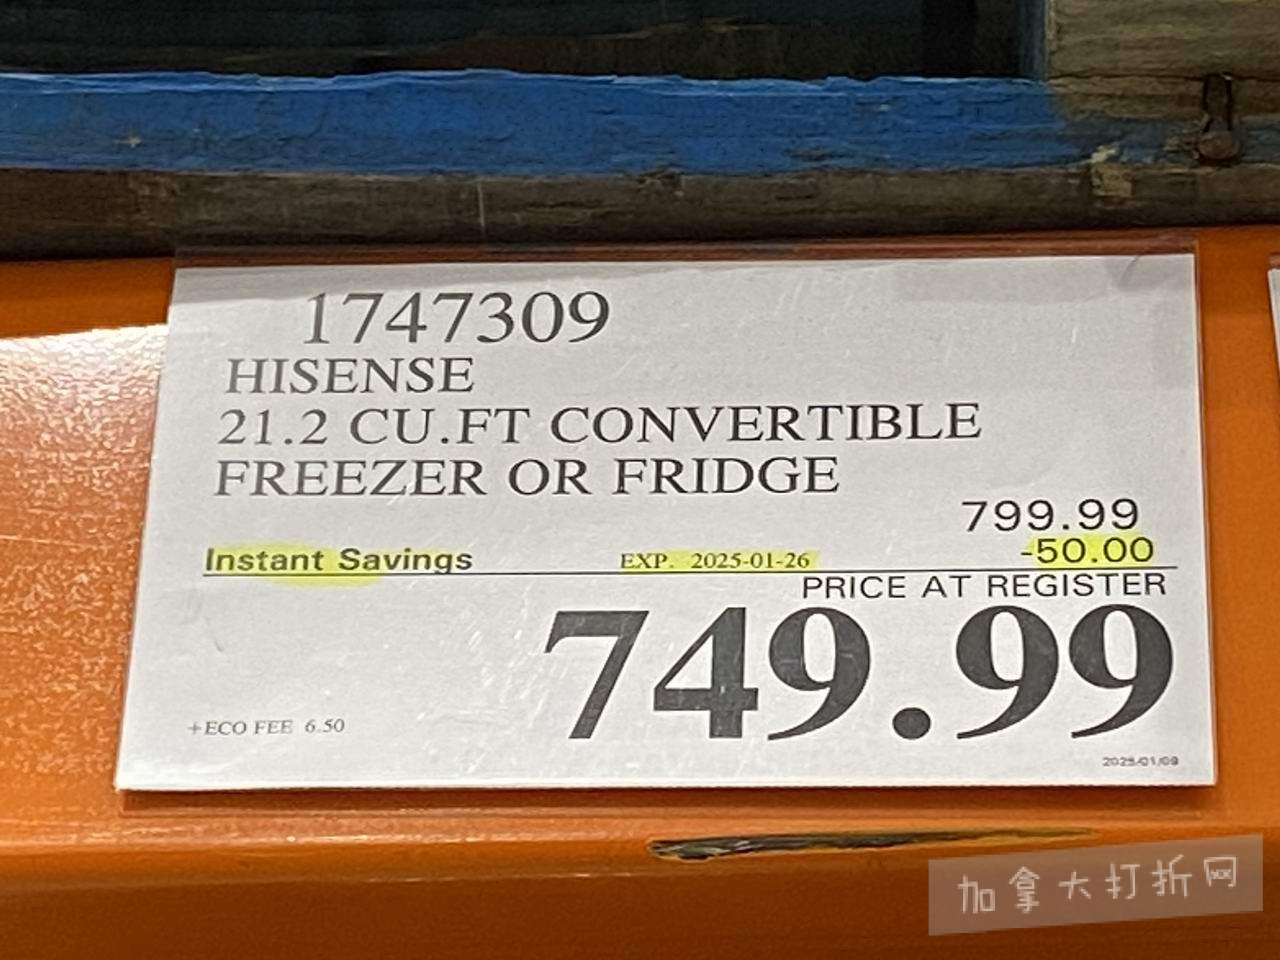 1747309
HISENSE
21.2 CU.FT CONVERTIBLE
FREEZER OR FRIDGE
799.99
Instant Savings EXP. 2025-01-26 -50.00
PRICE AT REGISTER
749.99
+ECO FEE 6.50
2025/01/09
加拿大打折网